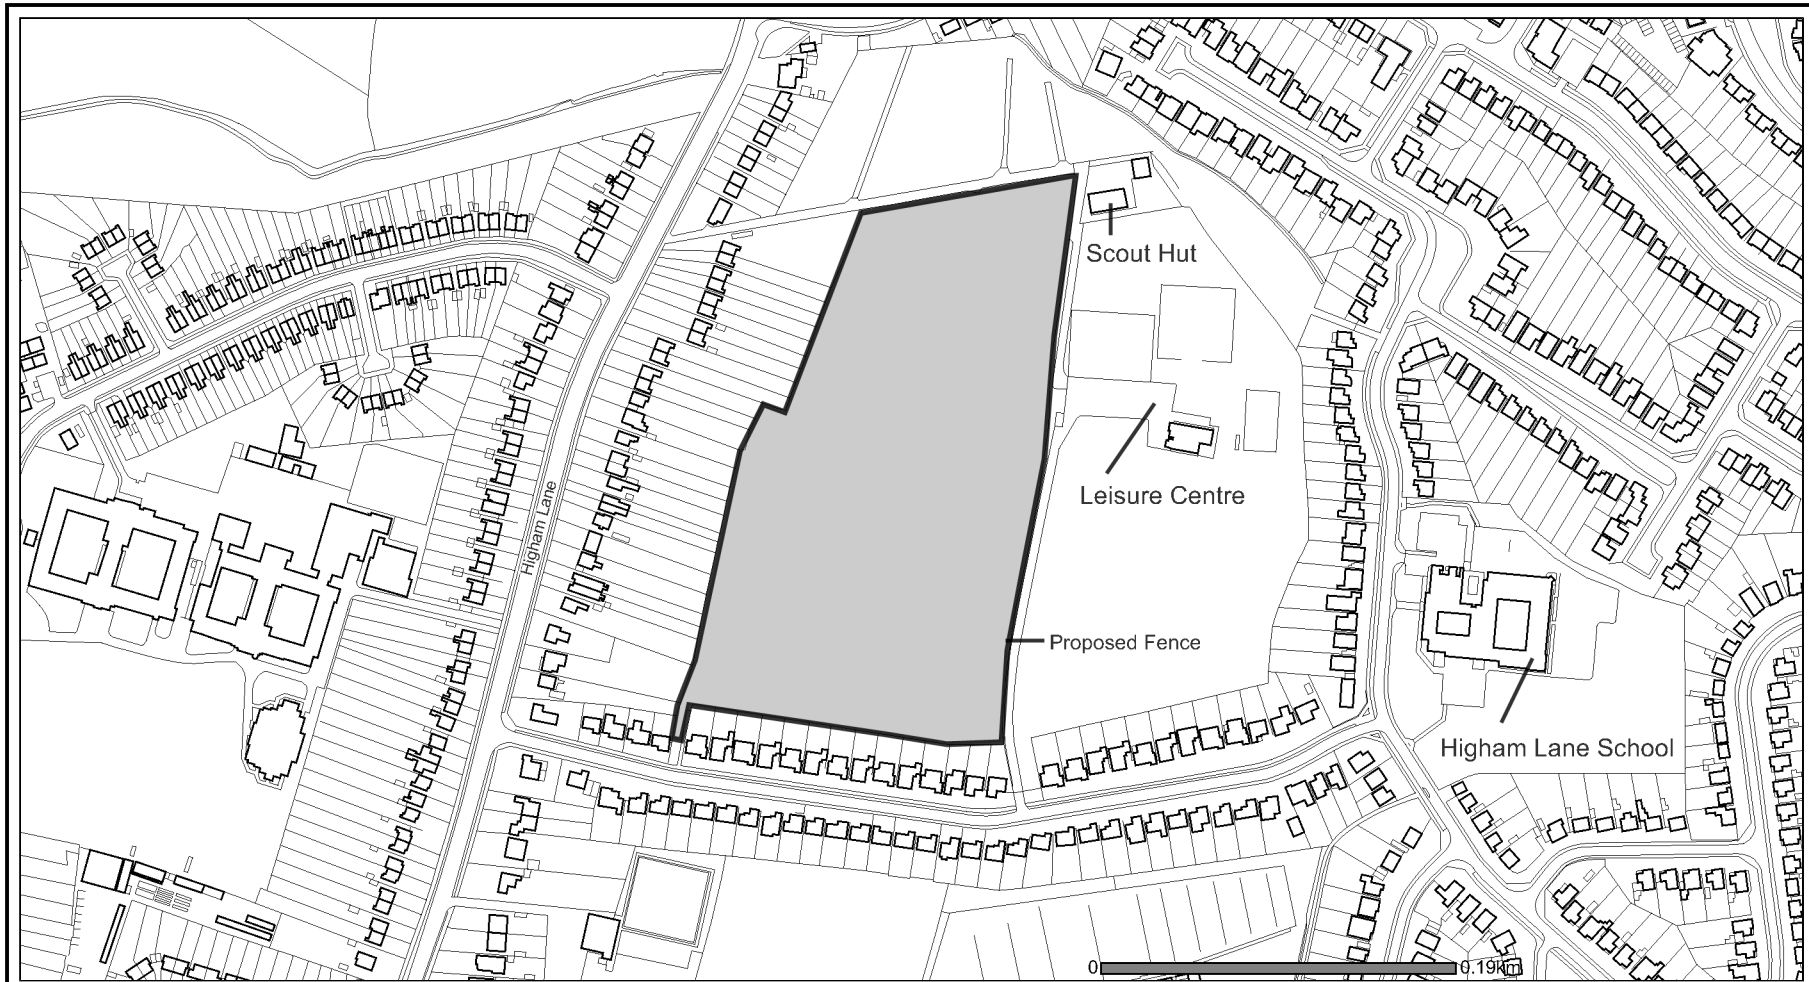 Scout Hut
Leisure Centre
Higham Lane
Proposed Fence
Higham Lane School
0
0.19km